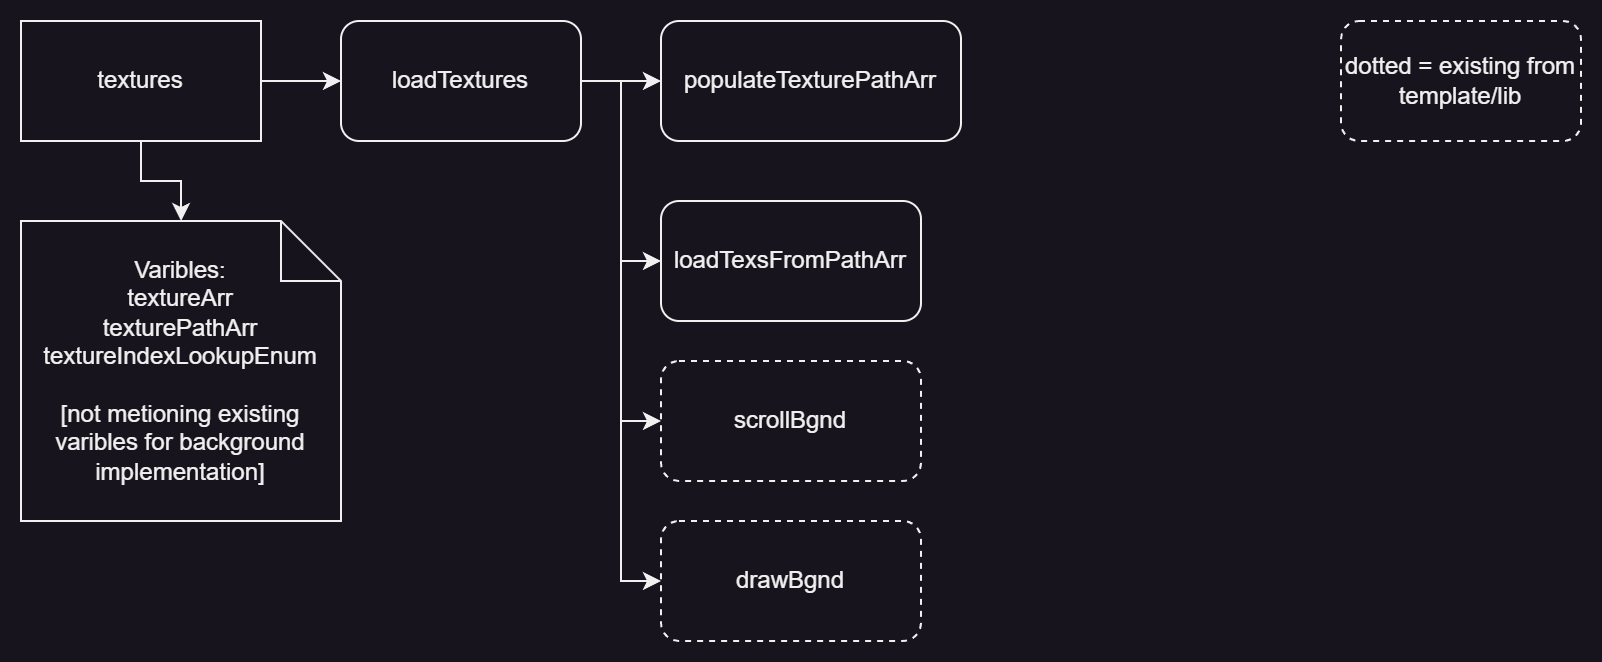 textures
loadTextures
populateTexturePathArr
dotted = existing from
template/lib
Varibles:
textureArr
texturePathArr
textureIndexLookupEnum
[not metioning existing
varibles for background
implementation]
loadTexsFromPathArr
scrollBgnd
drawBgnd